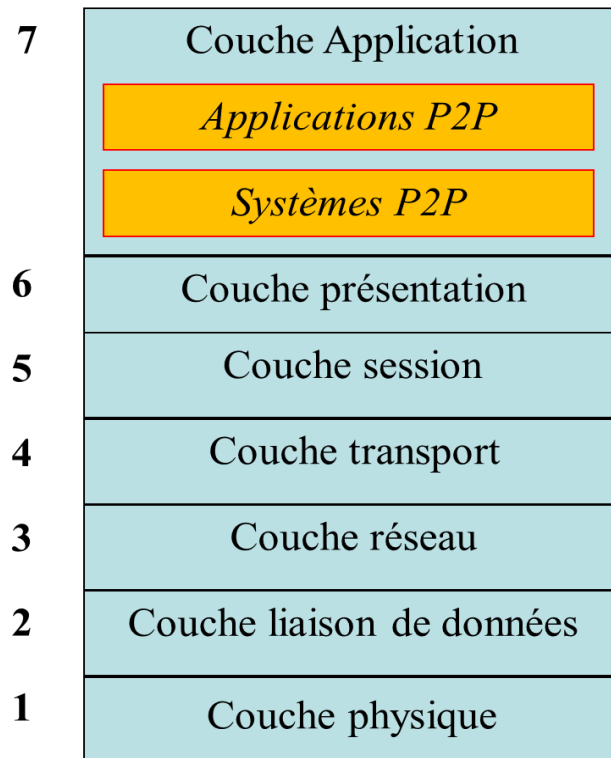 7 Couche Application
Applications P2P
Systèmes P2P
6 Couche présentation
5 Couche session
4 Couche transport
3 Couche réseau
2 Couche liaison de données
1 Couche physique